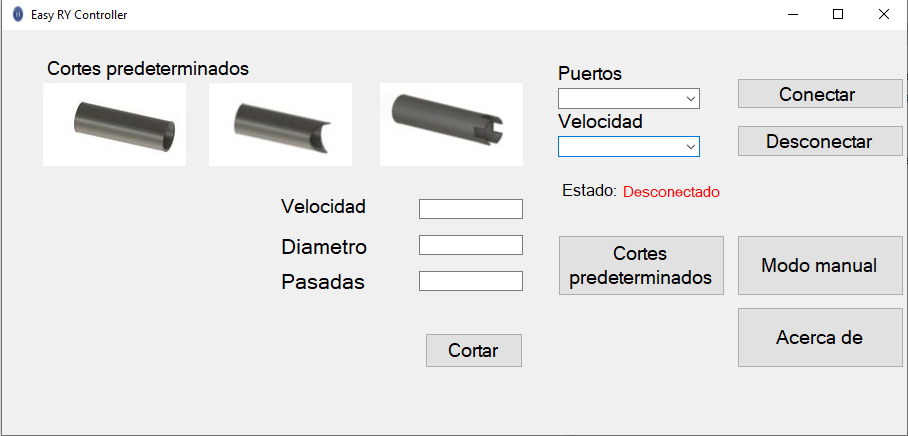 Easy RY Controller
Cortes predeterminados
Puertos
Conectar
Velocidad
Desconectar
Estado: Desconectado
Velocidad
Diametro
Pasadas
Cortar
Cortes
predeterminados
Modo manual
Acerca de